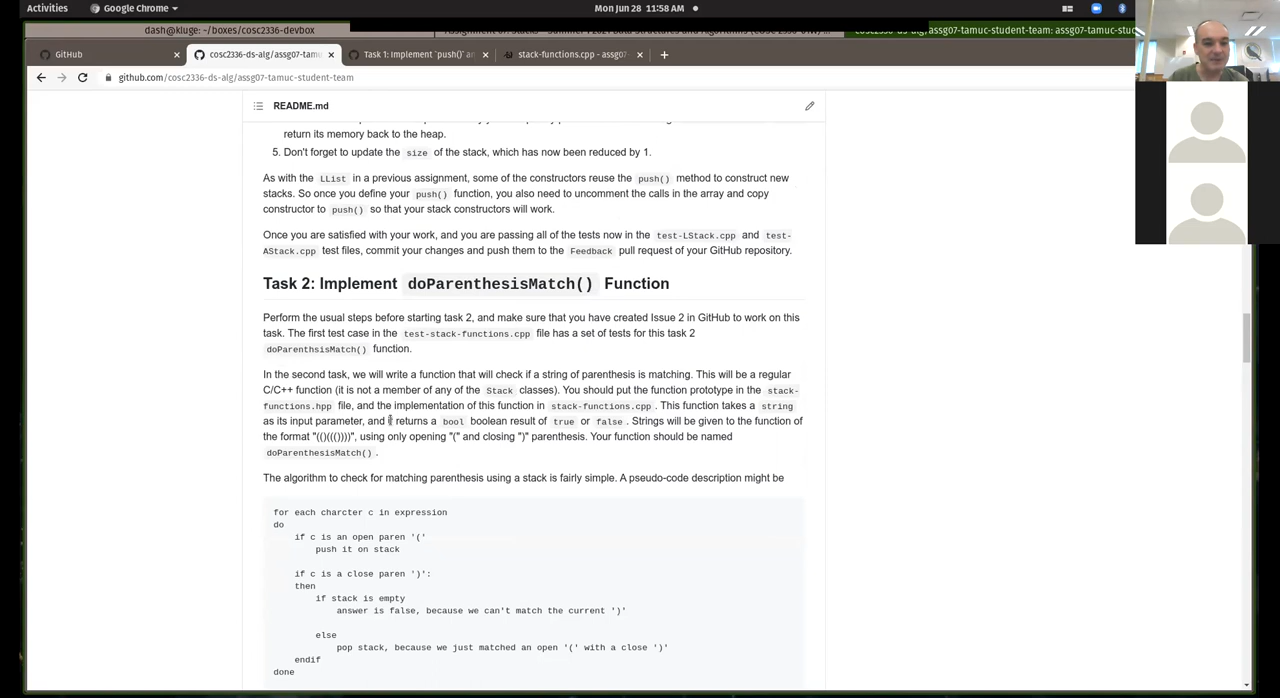 Activities
Google Chrome
Mon Jun 28 11:58 AM
dash@kluge: ~/boxes/cosc2336-devbox
cosc2336-ds-alg/assg07-tamuc-student-team: assg07-tamuc-stuc
GitHub
cosc2336-ds-alg/assg07-tamu
Task 1: Implement `push()` an
stack-functions.cpp - assg07
github.com/cosc2336-ds-alg/assg07-tamuc-student-team
README.md
return its memory back to the heap.
5. Don't forget to update the size of the stack, which has now been reduced by 1.
As with the LList in a previous assignment, some of the constructors reuse the push() method to construct new
stacks. So once you define your push() function, you also need to uncomment the calls in the array and copy
constructor to push() so that your stack constructors will work.
Once you are satisfied with your work, and you are passing all of the tests now in the test-LStack.cpp and test-
AStack.cpp test files, commit your changes and push them to the Feedback pull request of your GitHub repository.
Task 2: Implement doParenthesisMatch() Function
Perform the usual steps before starting task 2, and make sure that you have created Issue 2 in GitHub to work on this
task. The first test case in the test-stack-functions.cpp file has a set of tests for this task 2
doParenthsisMatch() function.
In the second task, we will write a function that will check if a string of parenthesis is matching. This will be a regular
C/C++ function (it is not a member of any of the Stack classes). You should put the function prototype in the stack-
functions.hpp file, and the implementation of this function in stack-functions.cpp. This function takes a string
as its input parameter, and it returns a bool boolean result of true or false. Strings will be given to the function of
the format "(()((())))", using only opening "(" and closing ")" parenthesis. Your function should be named
doParenthesisMatch().
The algorithm to check for matching parenthesis using a stack is fairly simple. A pseudo-code description might be
for each charcter c in expression
do
if c is an open paren '('
push it on stack
if c is a close paren ')':
then
if stack is empty
answer is false, because we can't match the current ')'
else
pop stack, because we just matched an open '(' with a close ')'
endif
done